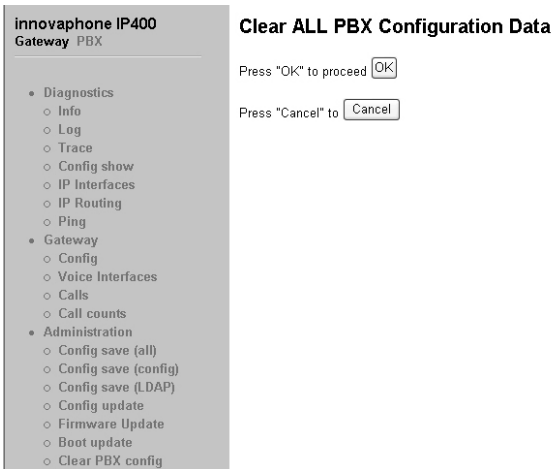 innovaphone IP400
Gateway PBX
Diagnostics
Info
Log
Trace
Config show
IP Interfaces
IP Routing
Ping
Gateway
Config
Voice Interfaces
Calls
Call counts
Administration
Config save (all)
Config save (config)
Config save (LDAP)
Config update
Firmware Update
Boot update
Clear PBX config
Clear ALL PBX Configuration Data
Press "OK" to proceed OK
Press "Cancel" to Cancel